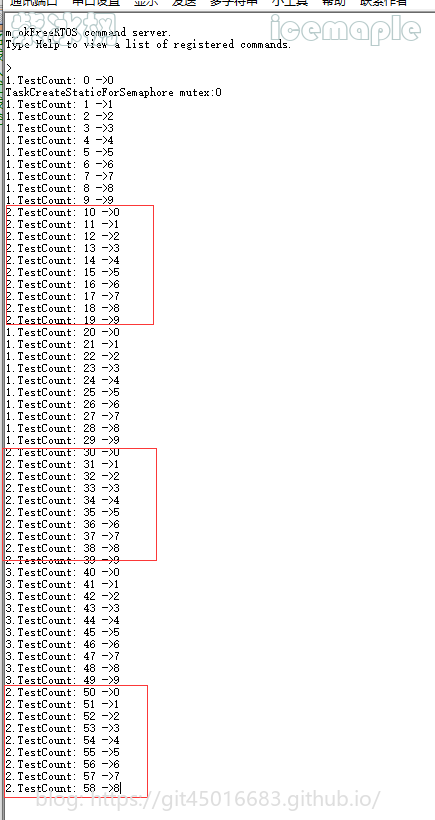 通讯端口 串口设置 显示 发送 多字符串 小工具 帮助 联系作者
icemaple
m_okFreeRTOS command server.
Type Help to view a list of registered commands.
>
1.TestCount: 0 ->0
TaskCreateStaticForSemaphore mutex:0
1.TestCount: 1 ->1
1.TestCount: 2 ->2
1.TestCount: 3 ->3
1.TestCount: 4 ->4
1.TestCount: 5 ->5
1.TestCount: 6 ->6
1.TestCount: 7 ->7
1.TestCount: 8 ->8
1.TestCount: 9 ->9
2.TestCount: 10 ->0
2.TestCount: 11 ->1
2.TestCount: 12 ->2
2.TestCount: 13 ->3
2.TestCount: 14 ->4
2.TestCount: 15 ->5
2.TestCount: 16 ->6
2.TestCount: 17 ->7
2.TestCount: 18 ->8
2.TestCount: 19 ->9
1.TestCount: 20 ->0
1.TestCount: 21 ->1
1.TestCount: 22 ->2
1.TestCount: 23 ->3
1.TestCount: 24 ->4
1.TestCount: 25 ->5
1.TestCount: 26 ->6
1.TestCount: 27 ->7
1.TestCount: 28 ->8
1.TestCount: 29 ->9
2.TestCount: 30 ->0
2.TestCount: 31 ->1
2.TestCount: 32 ->2
2.TestCount: 33 ->3
2.TestCount: 34 ->4
2.TestCount: 35 ->5
2.TestCount: 36 ->6
2.TestCount: 37 ->7
2.TestCount: 38 ->8
2.TestCount: 39 ->9
3.TestCount: 40 ->0
3.TestCount: 41 ->1
3.TestCount: 42 ->2
3.TestCount: 43 ->3
3.TestCount: 44 ->4
3.TestCount: 45 ->5
3.TestCount: 46 ->6
3.TestCount: 47 ->7
3.TestCount: 48 ->8
3.TestCount: 49 ->9
2.TestCount: 50 ->0
2.TestCount: 51 ->1
2.TestCount: 52 ->2
2.TestCount: 53 ->3
2.TestCount: 54 ->4
2.TestCount: 55 ->5
2.TestCount: 56 ->6
2.TestCount: 57 ->7
2.TestCount: 58 ->8
blog: https://git45016683.github.io/